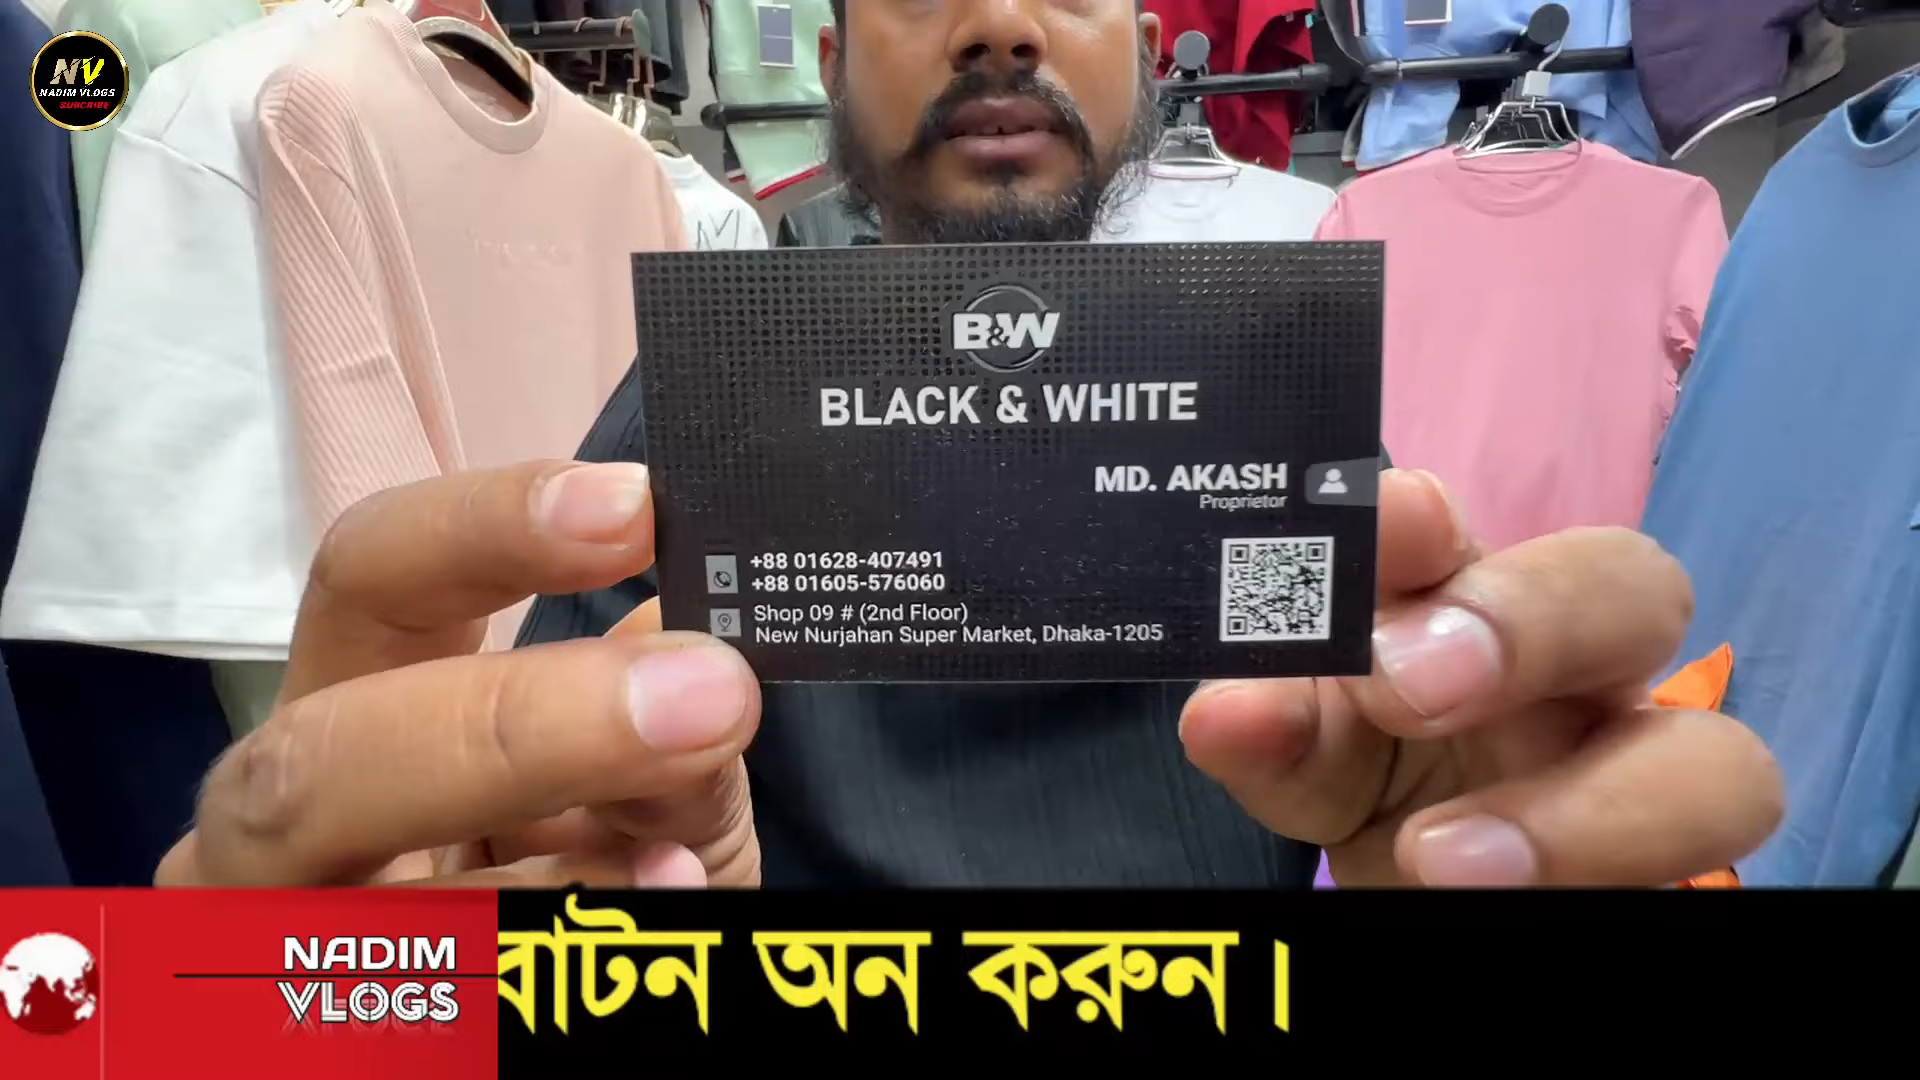 NV
NADIM VLOGS
SUBCRIBE
B&W
BLACK & WHITE
MD. AKASH
Proprietor
+88 01628-407491
+88 01605-576060
Shop 09 # (2nd Floor)
New Nurjahan Super Market, Dhaka-1205
NADIM
VLOGS
বাটন অন করুন।